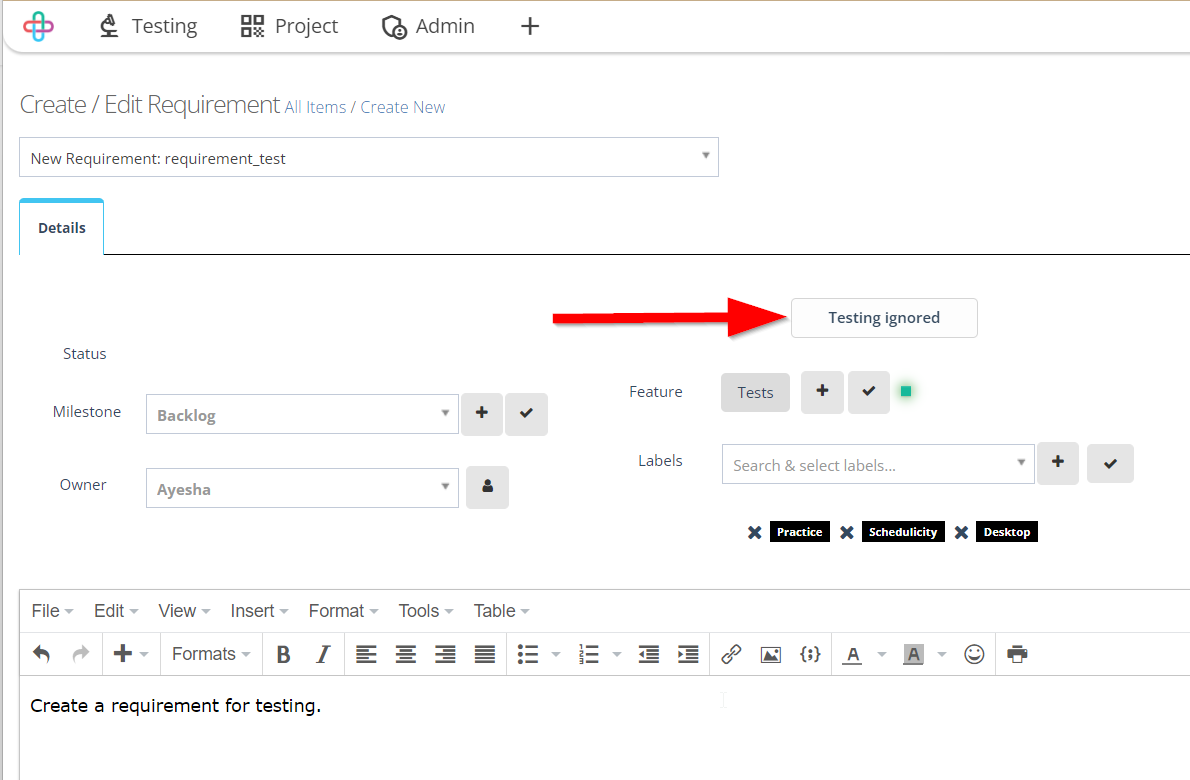 Testing Project Admin
Create / Edit Requirement All Items / Create New
New Requirement: requirement_test
Details
Testing ignored
Status
Feature Tests
Milestone Backlog
Labels Search & select labels...
Owner Ayesha
Practice Schedulicity Desktop
File Edit View Insert Format Tools Table
Formats B I A A
Create a requirement for testing.